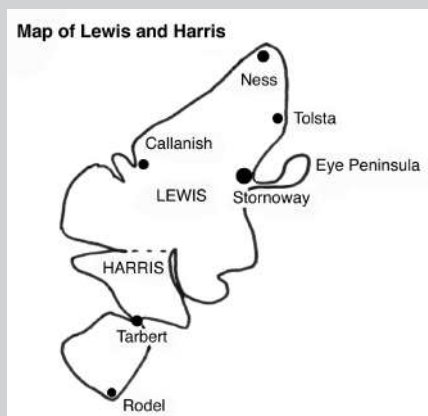 Map of Lewis and Harris
Ness
Tolsta
Callanish
Eye Peninsula
LEWIS
Stornoway
HARRIS
Tarbert
Rodel